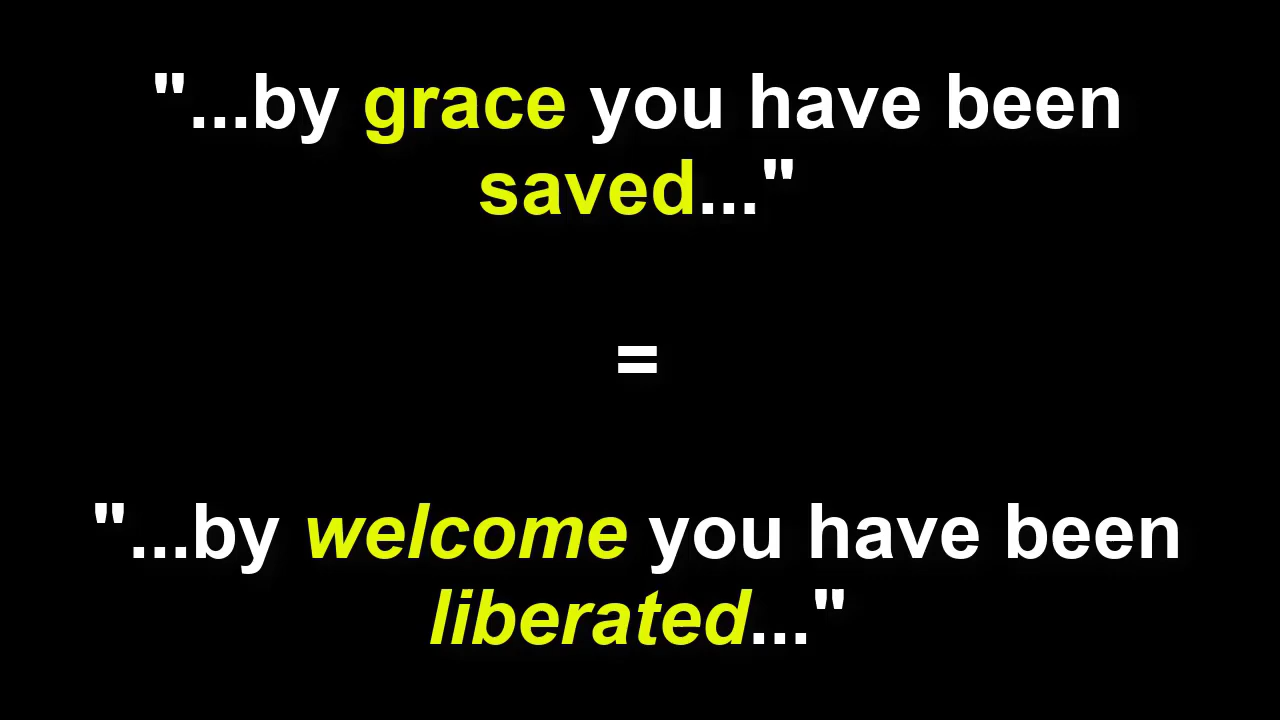 "...by grace you have been
saved..."
=
"...by welcome you have been
liberated..."